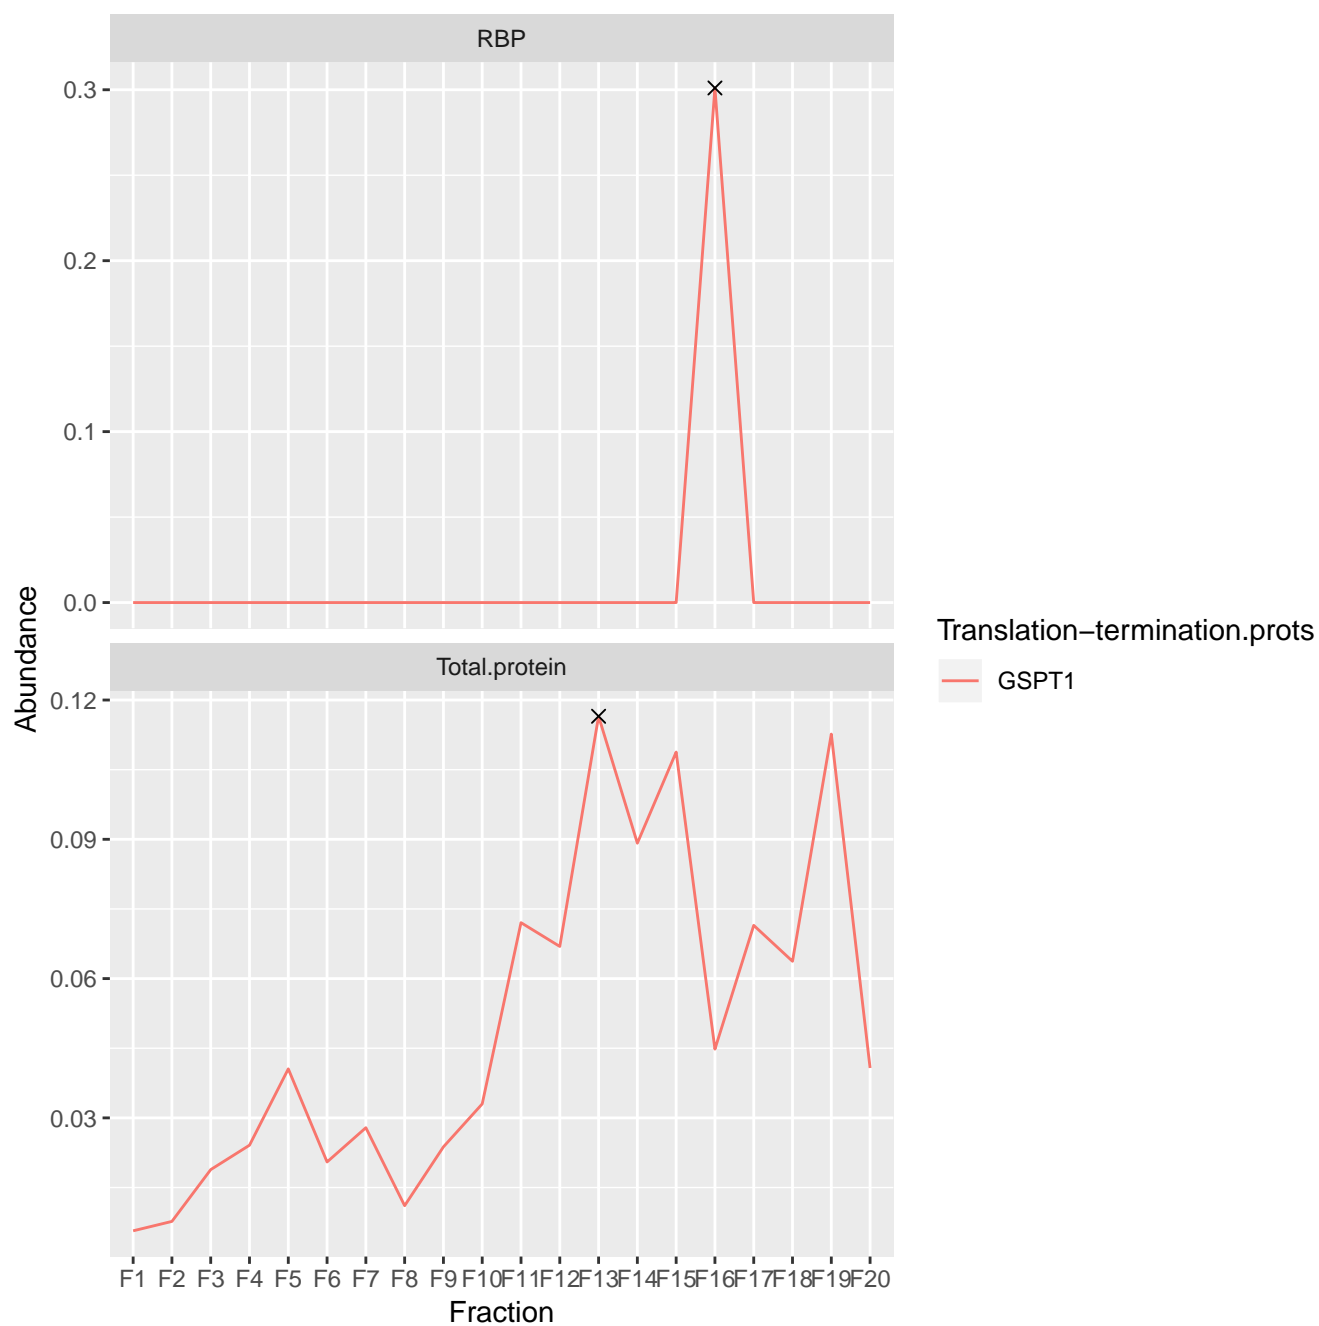 RBP
0.3
0.2
0.1
0.0
Abundance
Total.protein
0.12
0.09
0.06
0.03
F1 F2 F3 F4 F5 F6 F7 F8 F9 F10 F11 F12 F13 F14 F15 F16 F17 F18 F19 F20
Fraction
Translation−termination.prots
GSPT1